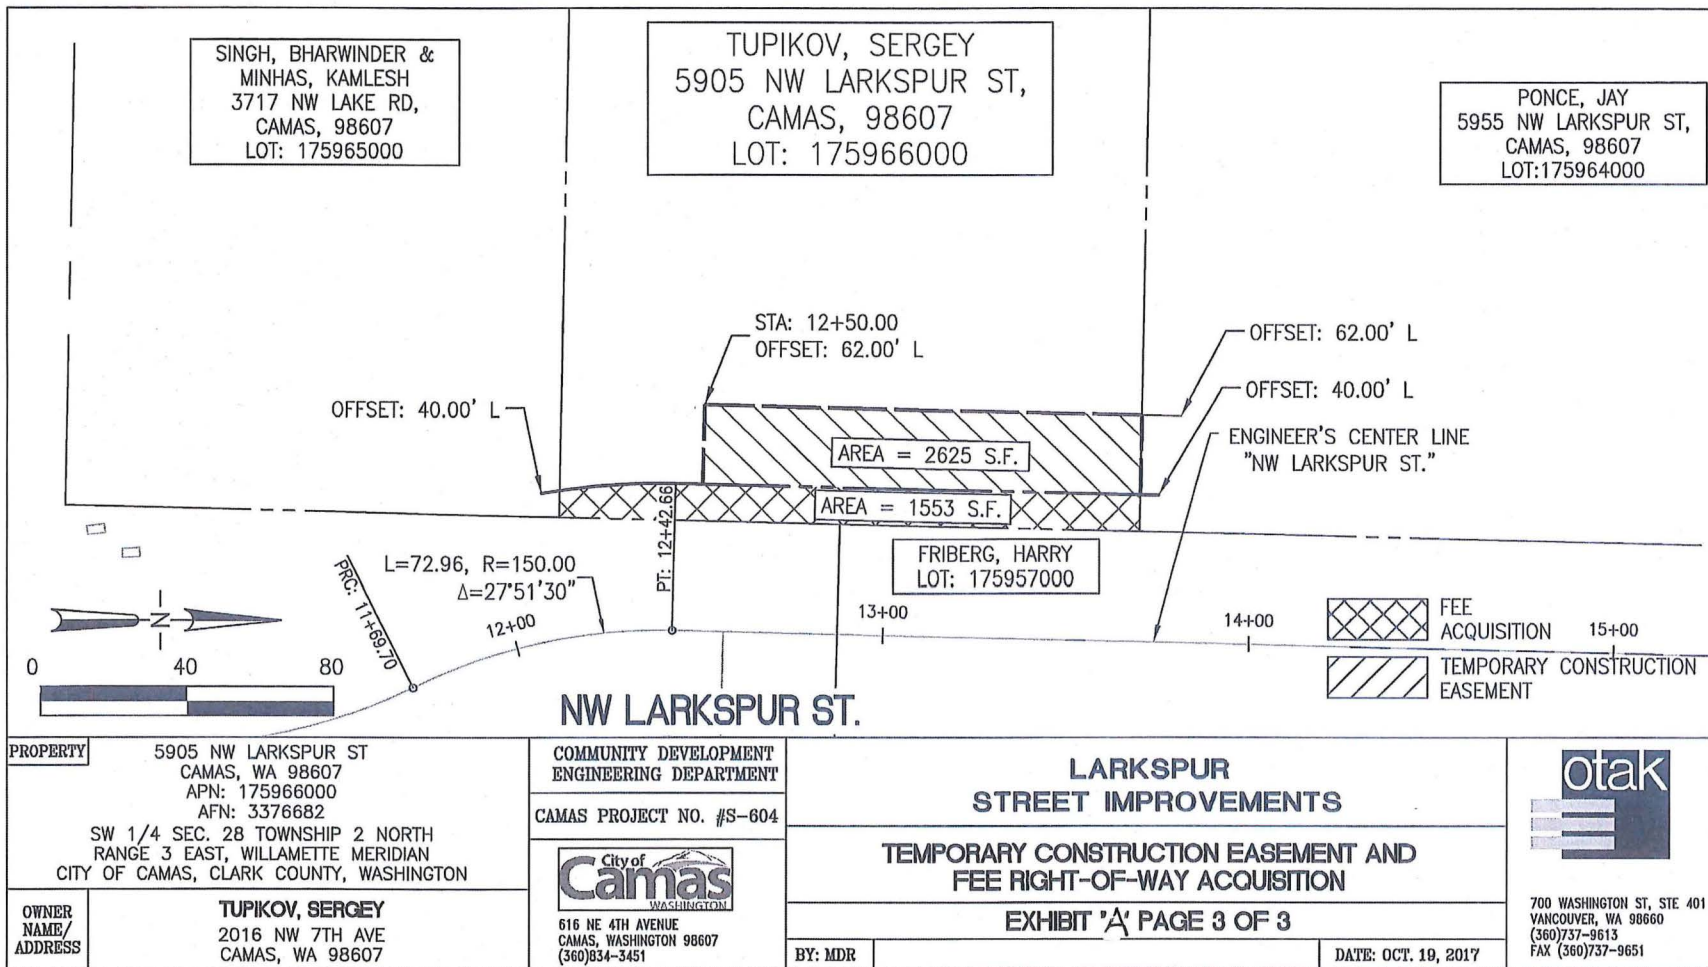 SINGH, BHARWINDER &
MINHAS, KAMLESH
3717 NW LAKE RD,
CAMAS, 98607
LOT: 175965000
TUPIKOV, SERGEY
5905 NW LARKSPUR ST,
CAMAS, 98607
LOT: 175966000
PONCE, JAY
5955 NW LARKSPUR ST,
CAMAS, 98607
LOT:175964000
STA: 12+50.00
OFFSET: 62.00' L
OFFSET: 62.00' L
OFFSET: 40.00' L
OFFSET: 40.00' L
ENGINEER'S CENTER LINE
"NW LARKSPUR ST."
AREA = 2625 S.F.
AREA = 1553 S.F.
FRIBERG, HARRY
LOT: 175957000
PT: 12+42.66
L=72.96, R=150.00
Δ=27°51'30"
PRC: 11+69.70
12+00
13+00
14+00
15+00
N
0 40 80
FEE
ACQUISITION
TEMPORARY CONSTRUCTION
EASEMENT
NW LARKSPUR ST.
PROPERTY
5905 NW LARKSPUR ST
CAMAS, WA 98607
APN: 175966000
AFN: 3376682
SW 1/4 SEC. 28 TOWNSHIP 2 NORTH
RANGE 3 EAST, WILLAMETTE MERIDIAN
CITY OF CAMAS, CLARK COUNTY, WASHINGTON
OWNER
NAME/
ADDRESS
TUPIKOV, SERGEY
2016 NW 7TH AVE
CAMAS, WA 98607
COMMUNITY DEVELOPMENT
ENGINEERING DEPARTMENT
CAMAS PROJECT NO. #S-604
City of
Camas
WASHINGTON
616 NE 4TH AVENUE
CAMAS, WASHINGTON 98607
(360)834-3451
LARKSPUR
STREET IMPROVEMENTS
TEMPORARY CONSTRUCTION EASEMENT AND
FEE RIGHT-OF-WAY ACQUISITION
EXHIBIT "A" PAGE 3 OF 3
BY: MDR
DATE: OCT. 19, 2017
otak
700 WASHINGTON ST, STE 401
VANCOUVER, WA 98660
(360)737-9613
FAX (360)737-9651